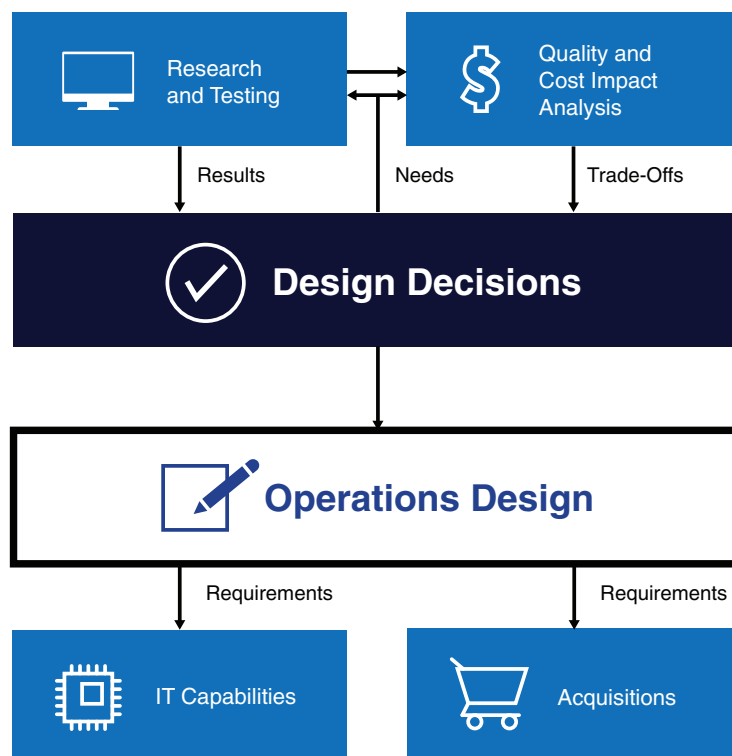 Research
and Testing
Quality and
Cost Impact
Analysis
Results
Needs
Trade-Offs
Design Decisions
Operations Design
Requirements
Requirements
IT Capabilities
Acquisitions